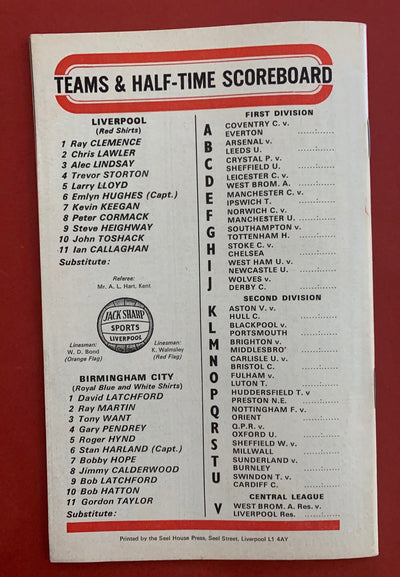 TEAMS & HALF-TIME SCOREBOARD
LIVERPOOL
(Red Shirts)
1 Ray CLEMENCE
2 Chris LAWLER
3 Alec LINDSAY
4 Trevor STORTON
5 Larry LLOYD
6 Emlyn HUGHES (Capt.)
7 Kevin KEEGAN
8 Peter CORMACK
9 Steve HEIGHWAY
10 John TOSHACK
11 Ian CALLAGHAN
Substitute:
Referee:
Mr. A. L. Hart, Kent
JACK SHARP
SPORTS
LIVERPOOL
Linesman:
W. D. Bond
(Orange Flag)
Linesman:
K. Walmsley
(Red Flag)
BIRMINGHAM CITY
(Royal Blue and White Shirts)
1 David LATCHFORD
2 Ray MARTIN
3 Tony WANT
4 Gary PENDREY
5 Roger HYND
6 Stan HARLAND (Capt.)
7 Bobby HOPE
8 Jimmy CALDERWOOD
9 Bob LATCHFORD
10 Bob HATTON
11 Gordon TAYLOR
Substitute:
FIRST DIVISION
A COVENTRY C. v.
EVERTON
B ARSENAL v.
LEEDS U.
C CRYSTAL P. v.
SHEFFIELD U.
D LEICESTER C. v.
WEST BROM. A.
E MANCHESTER C. v.
IPSWICH T.
F NORWICH C. v.
MANCHESTER U.
G SOUTHAMPTON v.
TOTTENHAM H.
H STOKE C. v.
CHELSEA
I WEST HAM U. v.
NEWCASTLE U.
J WOLVES v.
DERBY C.
SECOND DIVISION
K ASTON V. v.
HULL C.
L BLACKPOOL v.
PORTSMOUTH
M BRIGHTON v.
MIDDLESBRO'
N CARLISLE U. v.
BRISTOL C.
O FULHAM v.
LUTON T.
P HUDDERSFIELD T. v
PRESTON N.E.
Q NOTTINGHAM F. v.
ORIENT
R Q.P.R. v.
OXFORD U.
S SHEFFIELD W. v.
MILLWALL
T SUNDERLAND v.
BURNLEY
U SWINDON T. v.
CARDIFF C.
CENTRAL LEAGUE
V WEST BROM. A. Res. v.
LIVERPOOL Res.
Printed by the Seel House Press, Seel Street, Liverpool L1 4AY